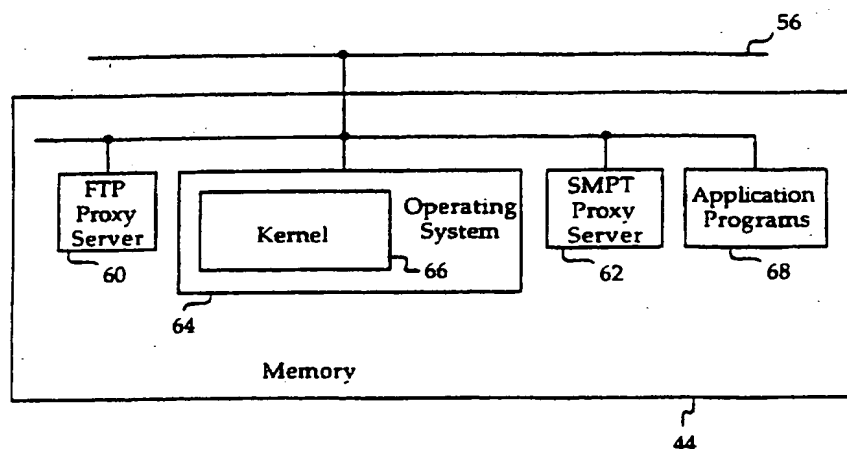 56
FTP
Proxy
Server
60
Kernel
Operating
System
66
64
SMPT
Proxy
Server
62
Application
Programs
68
Memory
44